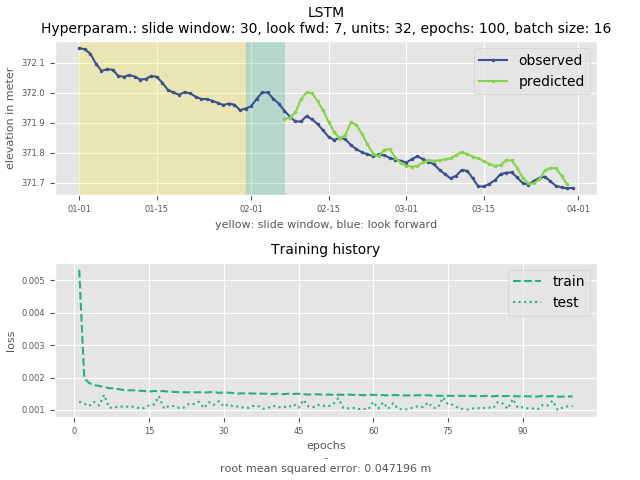 LSTM
Hyperparam.: slide window: 30, look fwd: 7, units: 32, epochs: 100, batch size: 16
observed
predicted
elevation in meter
372.1
372.0
371.9
371.8
371.7
01-01 01-15 02-01 02-15 03-01 03-15 04-01
yellow: slide window, blue: look forward
Training history
train
test
loss
0.005
0.004
0.003
0.002
0.001
0 15 30 45 60 75 90
epochs
-
root mean squared error: 0.047196 m